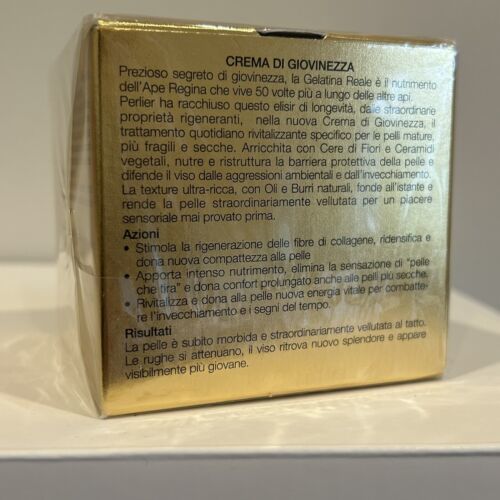 CREMA DI GIOVINEZZA
Prezioso segreto di giovinezza, la Gelatina Reale è il nutrimento
dell'Ape Regina che vive 50 volte più a lungo delle altre api.
Perlier ha racchiuso questo elisir di longevità, dalle straordinarie
proprietà rigeneranti, nella nuova Crema di Giovinezza, il
trattamento quotidiano rivitalizzante specifico per le pelli mature,
più fragili e secche. Arricchita con Cere di Fiori e Ceramidi
vegetali, nutre e ristruttura la barriera protettiva della pelle e
difende il viso dalle aggressioni ambientali e dall'invecchiamento.
La texture ultra-ricca, con Oli e Burri naturali, fonde all'istante e
rende la pelle straordinariamente vellutata per un piacere
sensoriale mai provato prima.
Azioni
• Stimola la rigenerazione delle fibre di collagene, ridensifica e
dona nuova compattezza alla pelle
• Apporta intenso nutrimento, elimina la sensazione di "pelle
che tira" e dona confort prolungato anche alle pelli più secche.
• Rivitalizza e dona alla pelle nuova energia vitale per combatte-
re l'invecchiamento e i segni del tempo.
Risultati
La pelle è subito morbida e straordinariamente vellutata al tatto.
Le rughe si attenuano, il viso ritrova nuovo splendore e appare
visibilmente più giovane.